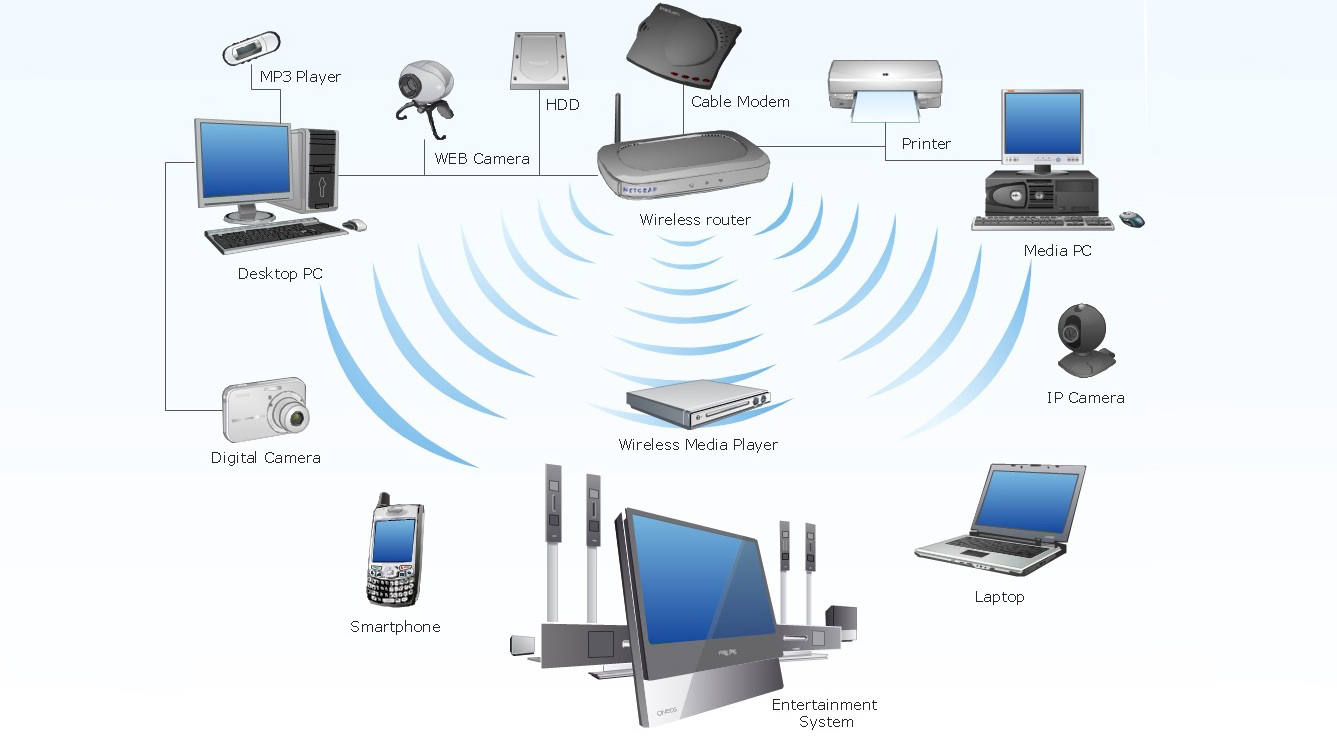 MP3 Player
HDD
Cable Modem
WEB Camera
Printer
NETGEAR
Wireless router
Desktop PC
Media PC
IP Camera
Wireless Media Player
Digital Camera
Laptop
Smartphone
Entertainment
System